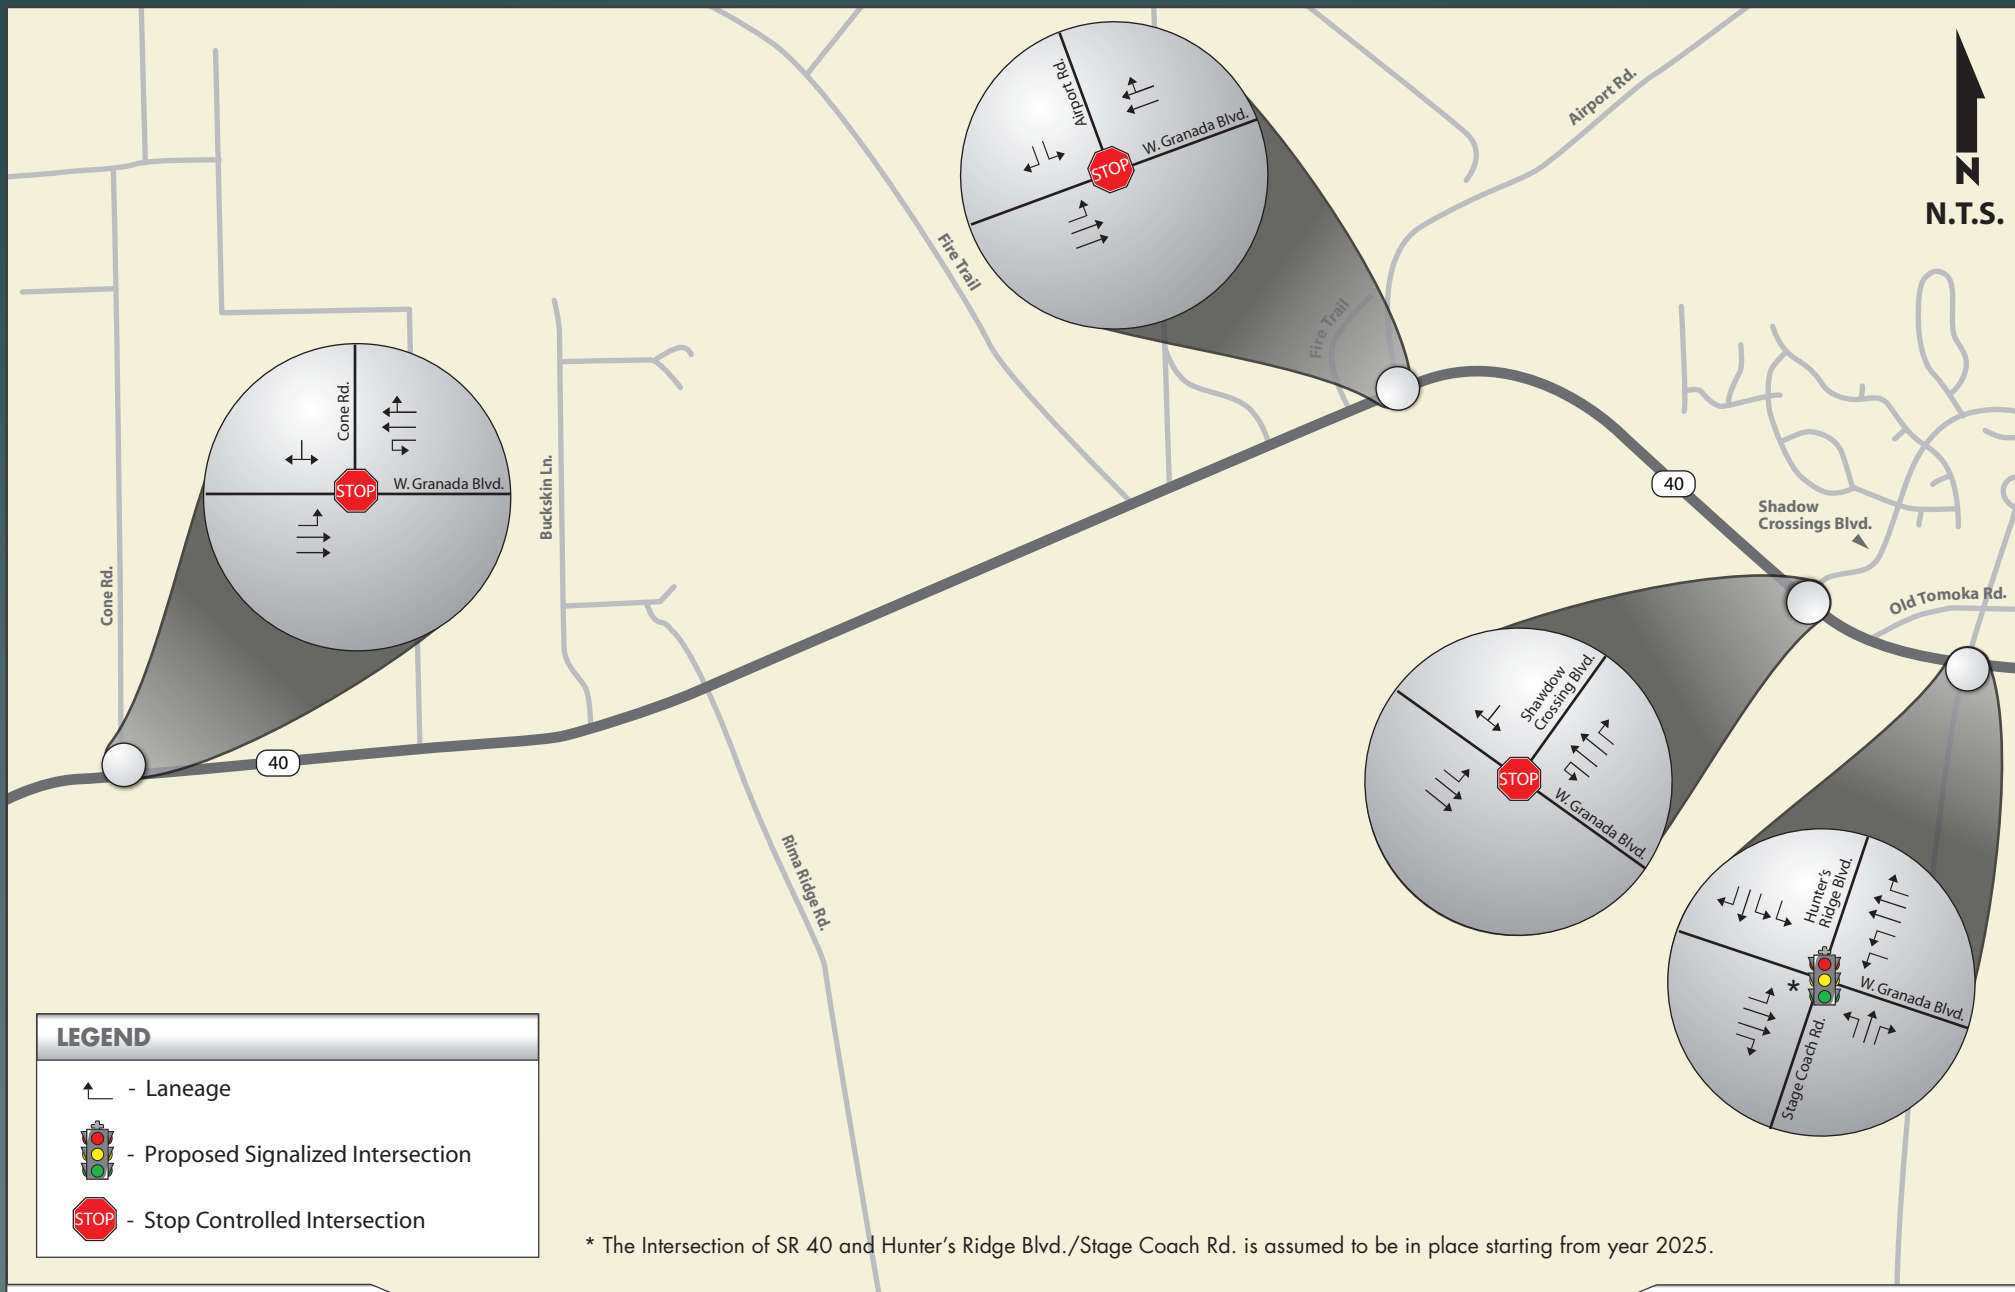 Airport Rd.
W. Granada Blvd.
STOP
Airport Rd.
N
N.T.S.
Fire Trail
Fire Trail
Cone Rd.
W. Granada Blvd.
STOP
Buckskin Ln.
Cone Rd.
40
40
Shadow
Crossings Blvd.
Old Tomoka Rd.
Shawdow
Crossing Blvd.
STOP
W. Granada Blvd.
Rima Ridge Rd.
Hunter's
Ridge Blvd.
*
W. Granada Blvd.
Stage Coach Rd.
LEGEND
- Laneage
- Proposed Signalized Intersection
STOP - Stop Controlled Intersection
* The Intersection of SR 40 and Hunter's Ridge Blvd./Stage Coach Rd. is assumed to be in place starting from year 2025.